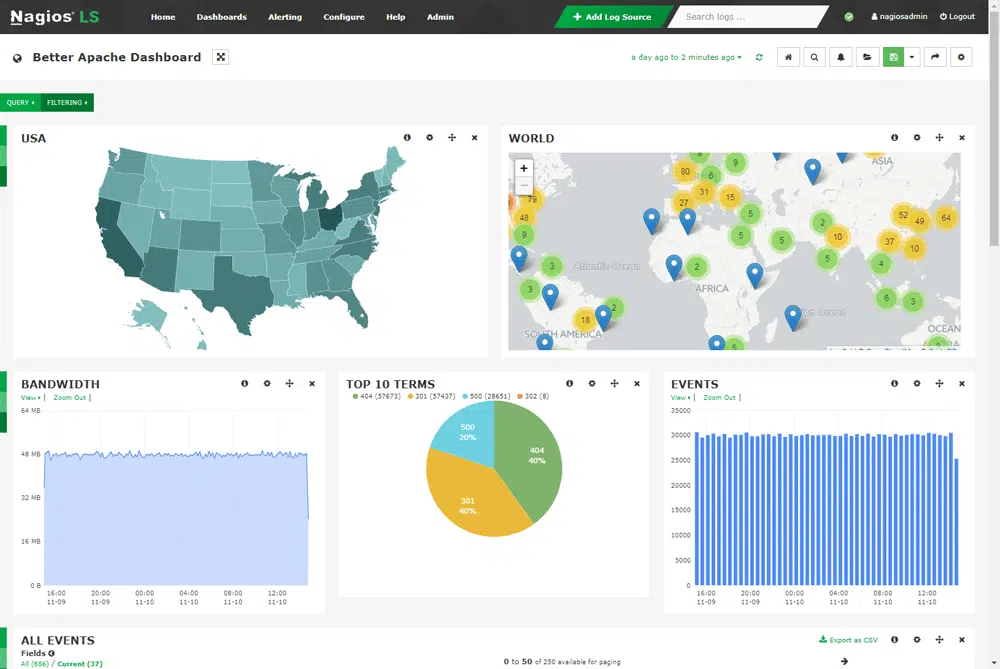 Nagios® LS
Home Dashboards Alerting Configure Help Admin
+ Add Log Source
Search logs ...
nagiosadmin Logout
Better Apache Dashboard
a day ago to 2 minutes ago
QUERY FILTERING
USA
WORLD
+
−
80 8 9
6
79 27 31 15
48 5
9 5 5
2 10 52 49 64
37 10
5 4
3 2
3 2
18
6 3
5
ASIA
Atlantic Ocean
AFRICA
SOUTH AMERICA
OCEAN
BANDWIDTH
View | Zoom Out |
64 MB
48 MB
32 MB
16 MB
0 B
16:00 20:00 00:00 04:00 08:00 12:00
11-09 11-09 11-10 11-10 11-10 11-10
TOP 10 TERMS
404 (57673) 301 (57437) 500 (28651) 302 (8)
500
20%
404
40%
301
40%
EVENTS
View | Zoom Out |
35000
30000
25000
20000
15000
10000
5000
0
16:00 20:00 00:00 04:00 08:00 12:00
11-09 11-09 11-10 11-10 11-10 11-10
ALL EVENTS
Export as CSV
Fields
All (886) / Current (37)
0 to 50 of 250 available for paging